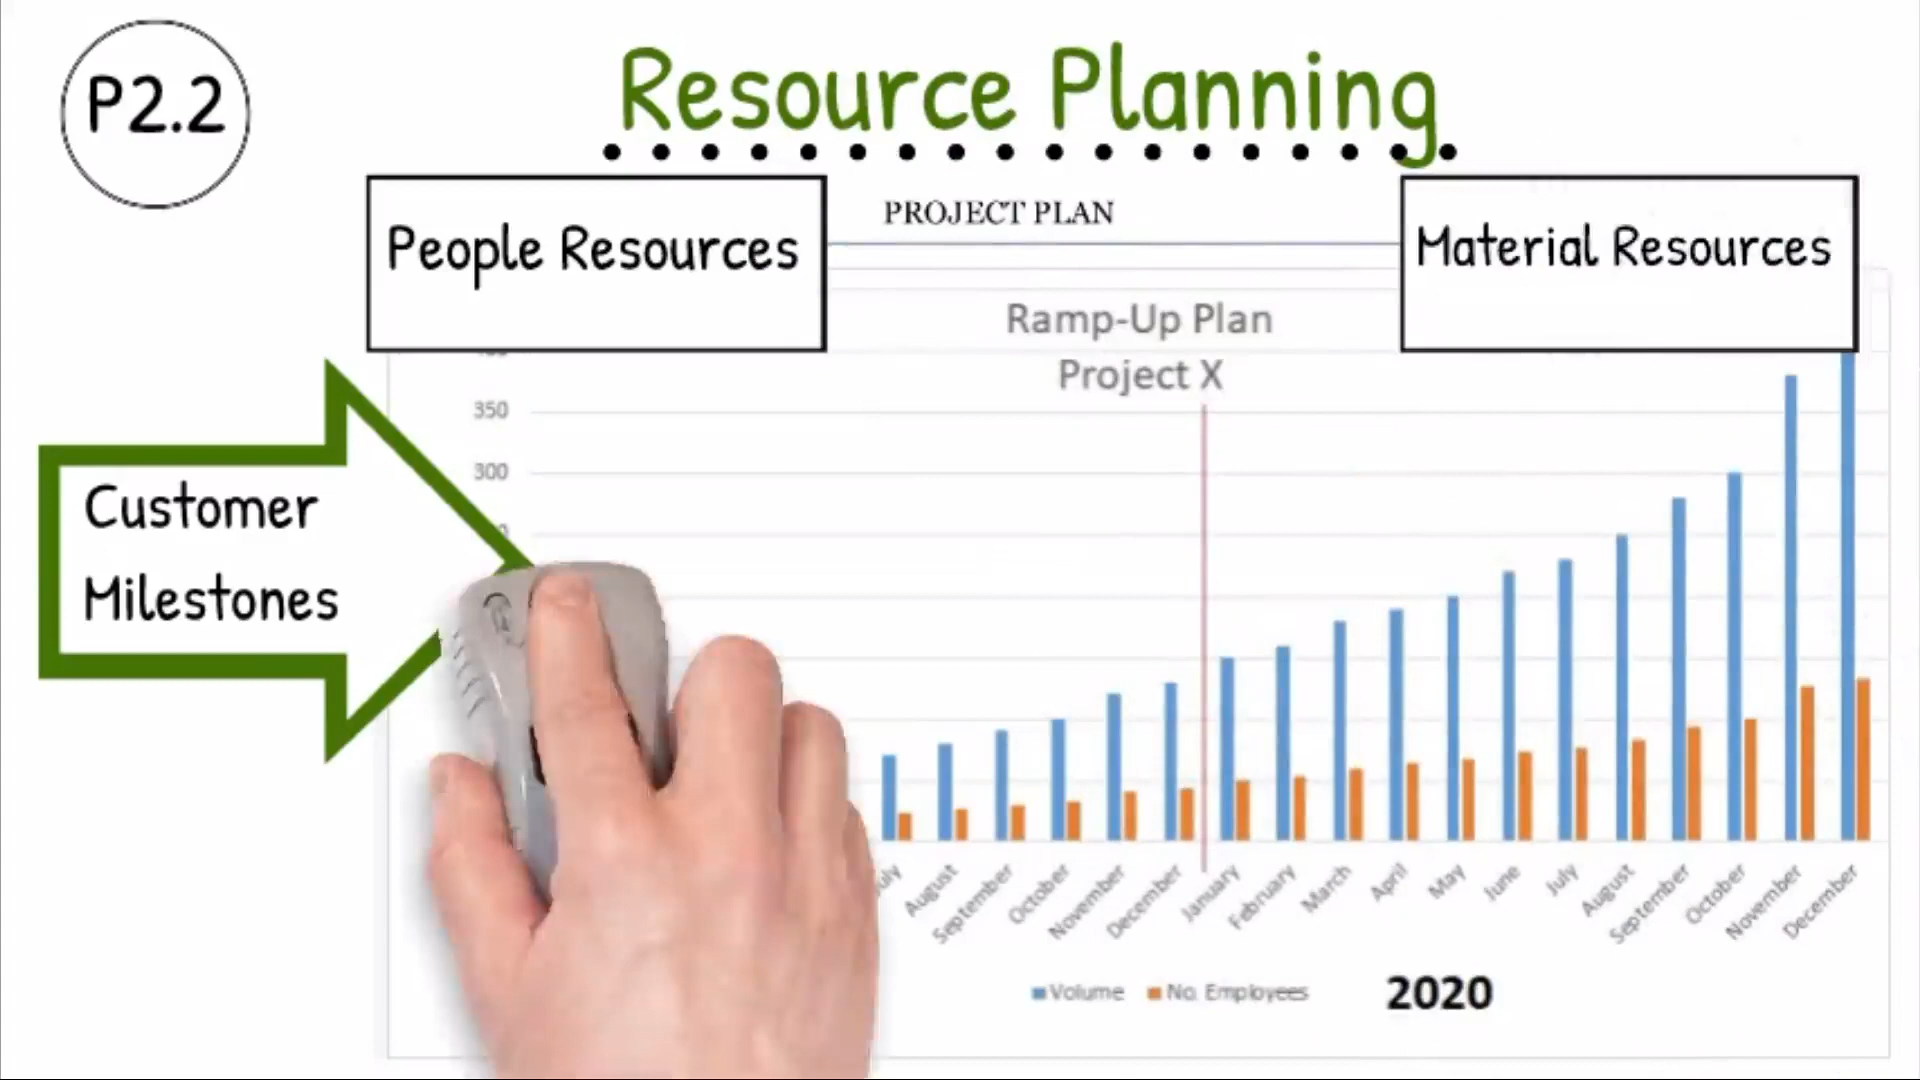 P2.2
Resource Planning
People Resources
PROJECT PLAN
Material Resources
Ramp-Up Plan
Project X
350
300
Customer
Milestones
August
September
October
November
December
January
February
March
April
May
June
July
August
September
October
November
December
Volume
No. Employees
2020